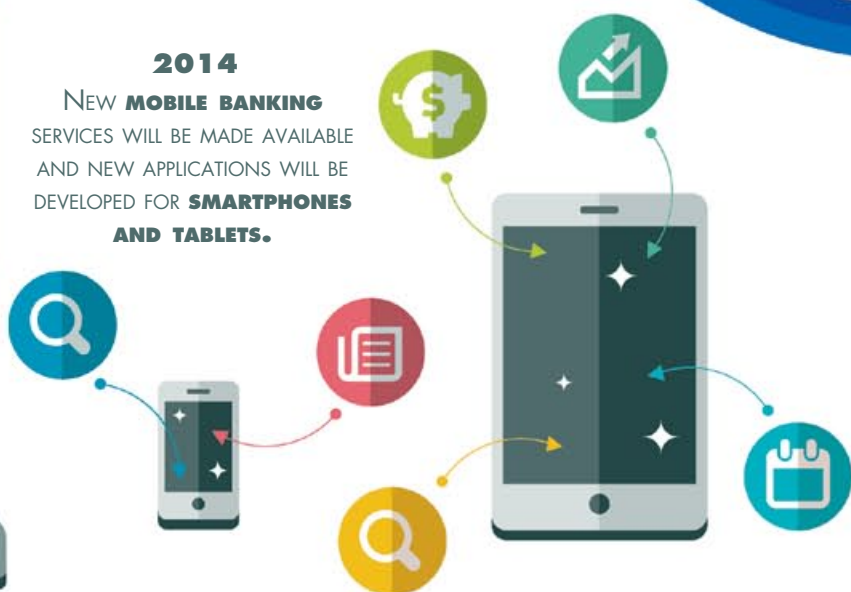 2014
NEW MOBILE BANKING
SERVICES WILL BE MADE AVAILABLE
AND NEW APPLICATIONS WILL BE
DEVELOPED FOR SMARTPHONES
AND TABLETS.
$